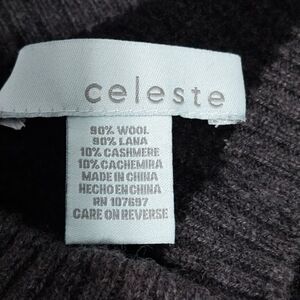 celeste
90% WOOL
90% LANA
10% CASHMERE
10% CACHEMIRA
MADE IN CHINA
HECHO EN CHINA
RN 107697
CARE ON REVERSE